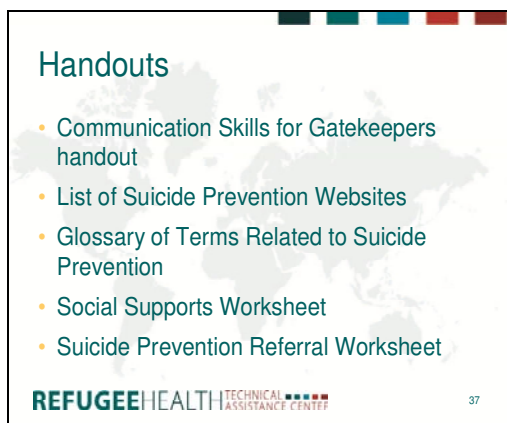 Handouts
• Communication Skills for Gatekeepers
handout
• List of Suicide Prevention Websites
• Glossary of Terms Related to Suicide
Prevention
• Social Supports Worksheet
• Suicide Prevention Referral Worksheet
REFUGEEHEALTH TECHNICAL
ASSISTANCE CENTER
37